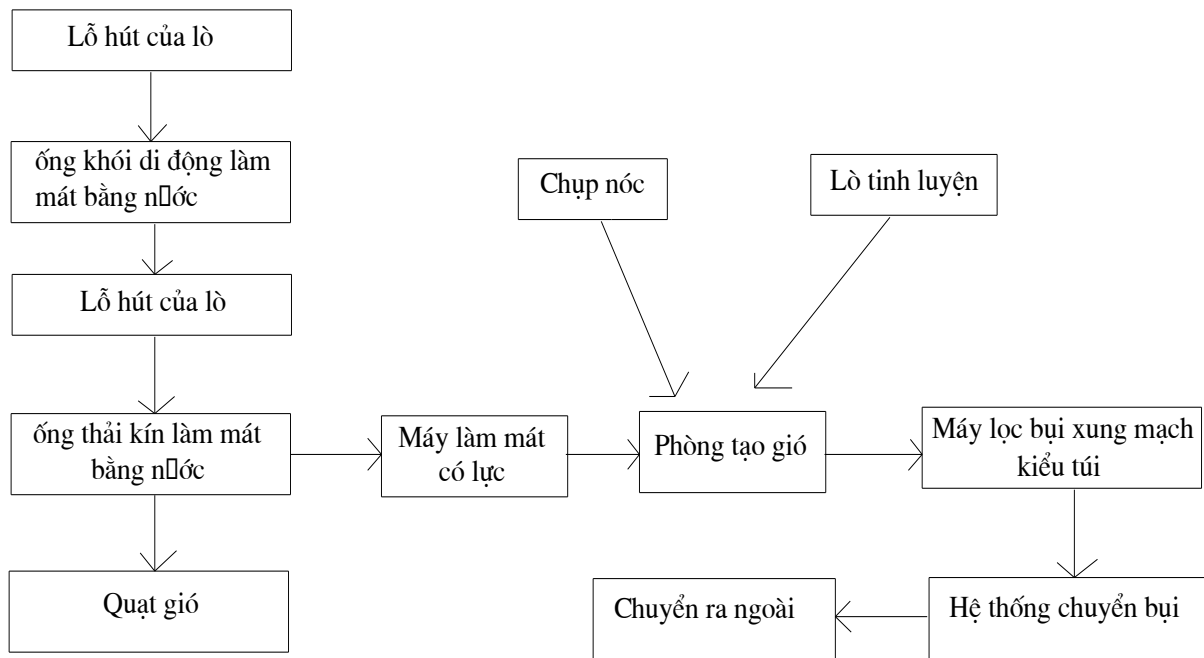 Lỗ hút của lò
ống khói di động làm
mát bằng n▯ớc
Chụp nóc
Lò tinh luyện
Lỗ hút của lò
ống thải kín làm mát
bằng n▯ớc
Máy làm mát
có lực
Phòng tạo gió
Máy lọc bụi xung mạch
kiểu túi
Quạt gió
Chuyển ra ngoài
Hệ thống chuyển bụi